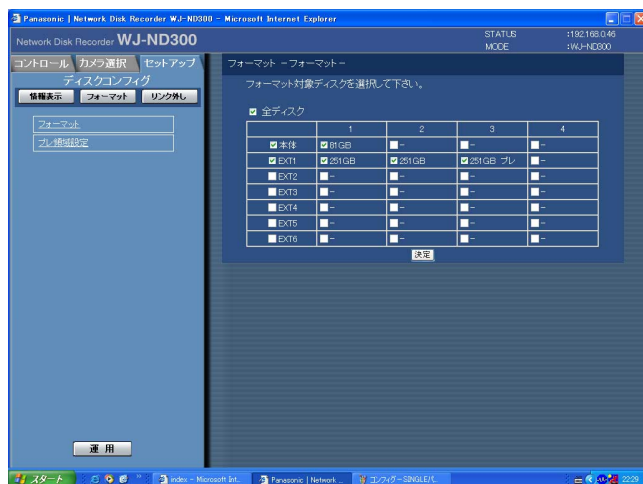 Panasonic | Network Disk Recorder WJ-ND300 - Microsoft Internet Explorer
Network Disk Recorder WJ-ND300
STATUS :192.168.0.46
MODE :WJ-ND300
コントロール カメラ選択 セットアップ
ディスクコンフィグ
情報表示 フォーマット リンク外し
フォーマット
プレ領域設定
運用
フォーマット －フォーマット－
フォーマット対象ディスクを選択して下さい。
全ディスク
1 2 3 4
本体 81GB - - -
EXT1 251GB 251GB 251GB プレ -
EXT2 - - - -
EXT3 - - - -
EXT4 - - - -
EXT5 - - - -
EXT6 - - - -
決定
スタート index - Microsoft Int... Panasonic | Network ... コンフィグ-SINGLE/
22:29